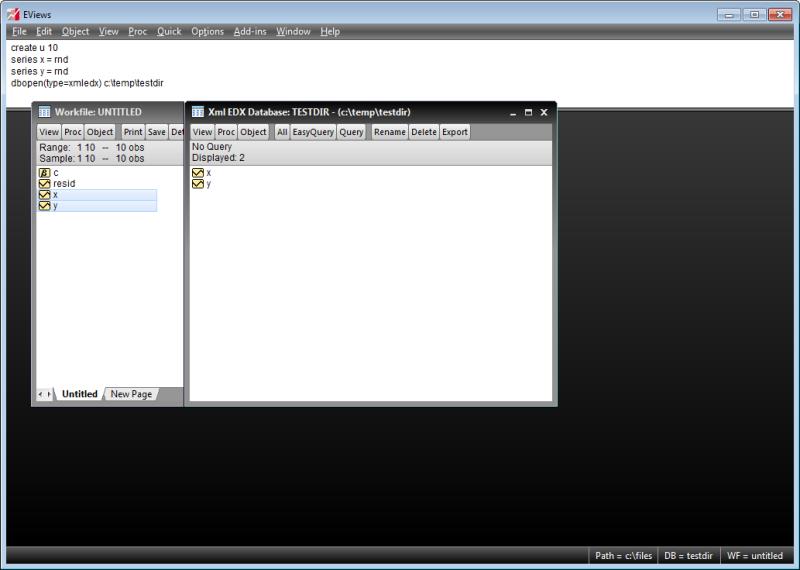 EViews
File Edit Object View Proc Quick Options Add-ins Window Help
create u 10
series x = rnd
series y = rnd
dbopen(type=xmledx) c:\temp\testdir
Workfile: UNTITLED
View Proc Object Print Save Det
Range: 1 10 -- 10 obs
Sample: 1 10 -- 10 obs
c
resid
x
y
Untitled New Page
Xml EDX Database: TESTDIR - (c:\temp\testdir)
View Proc Object All EasyQuery Query Rename Delete Export
No Query
Displayed: 2
x
y
Path = c:\files DB = testdir WF = untitled